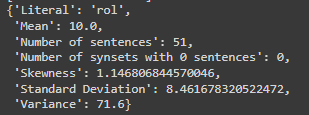 {'Literal': 'rol',
'Mean': 10.0,
'Number of sentences': 51,
'Number of synsets with 0 sentences': 0,
'Skewness': 1.146806844570046,
'Standard Deviation': 8.461678320522472,
'Variance': 71.6}